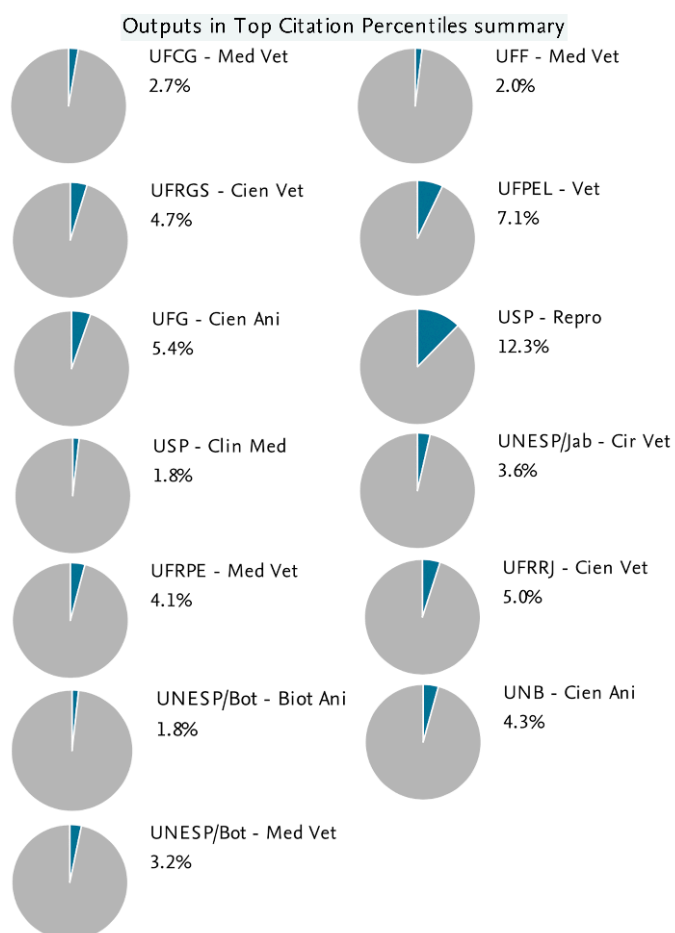 Outputs in Top Citation Percentiles summary
UFCG - Med Vet
2.7%
UFF - Med Vet
2.0%
UFRGS - Cien Vet
4.7%
UFPEL - Vet
7.1%
UFG - Cien Ani
5.4%
USP - Repro
12.3%
USP - Clin Med
1.8%
UNESP/Jab - Cir Vet
3.6%
UFRPE - Med Vet
4.1%
UFRRJ - Cien Vet
5.0%
UNESP/Bot - Biot Ani
1.8%
UNB - Cien Ani
4.3%
UNESP/Bot - Med Vet
3.2%